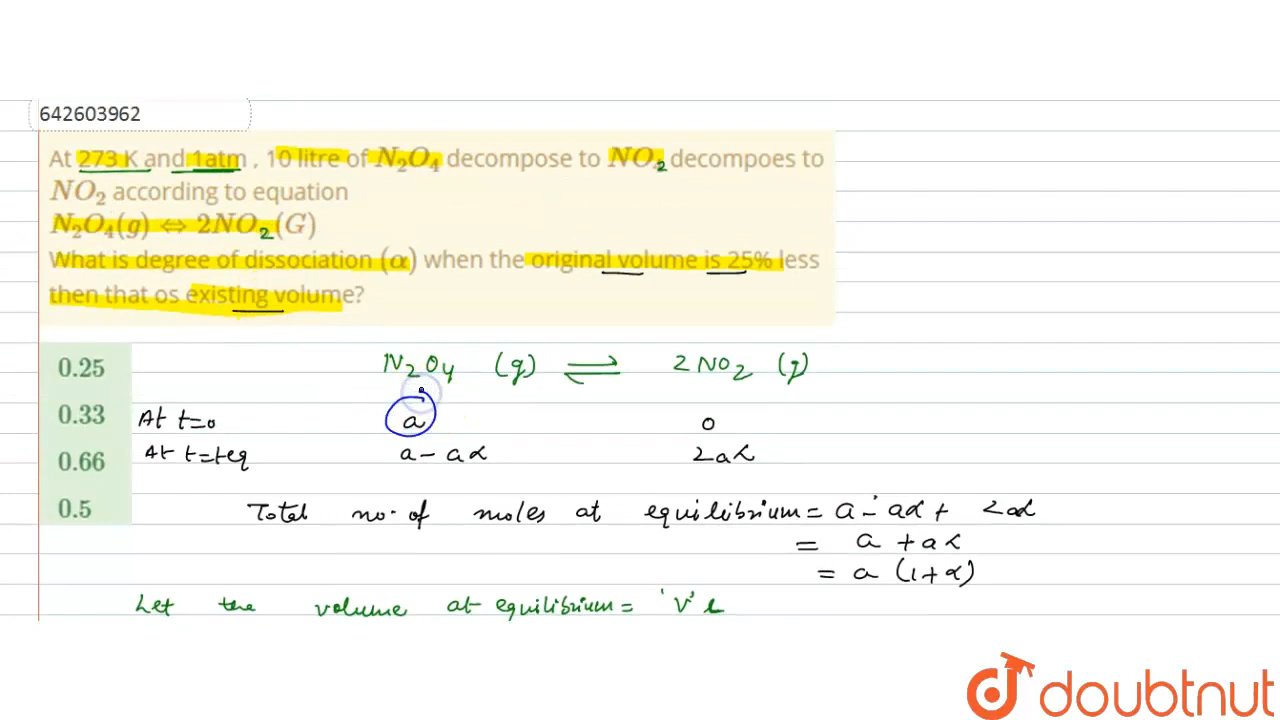 642603962
At 273 K and 1atm , 10 litre of N₂O₄ decompose to NO₂ decompoes to
NO₂ according to equation
N₂O₄(g) ⇔ 2NO₂(G)
What is degree of dissociation (α) when the original volume is 25% less
then that os existing volume?
0.25
N₂O₄ (g) ⇌ 2NO₂ (g)
0.33
At t=0 a 0
0.66
At t=teq a - aα 2aα
0.5
Total no. of moles at equilibrium = a - aα + 2aα
= a + aα
= a (1+α)
Let the volume at equilibrium = 'V' L
doubtnut